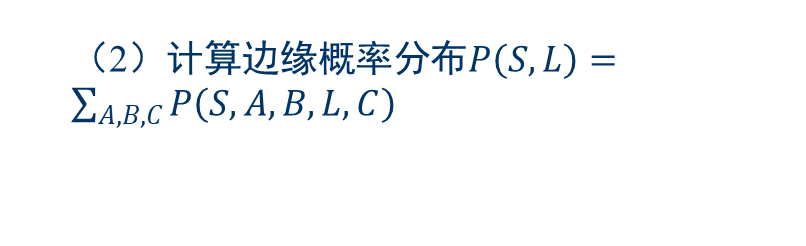 （2）计算边缘概率分布P(S, L) =
∑A,B,C P(S, A, B, L, C)